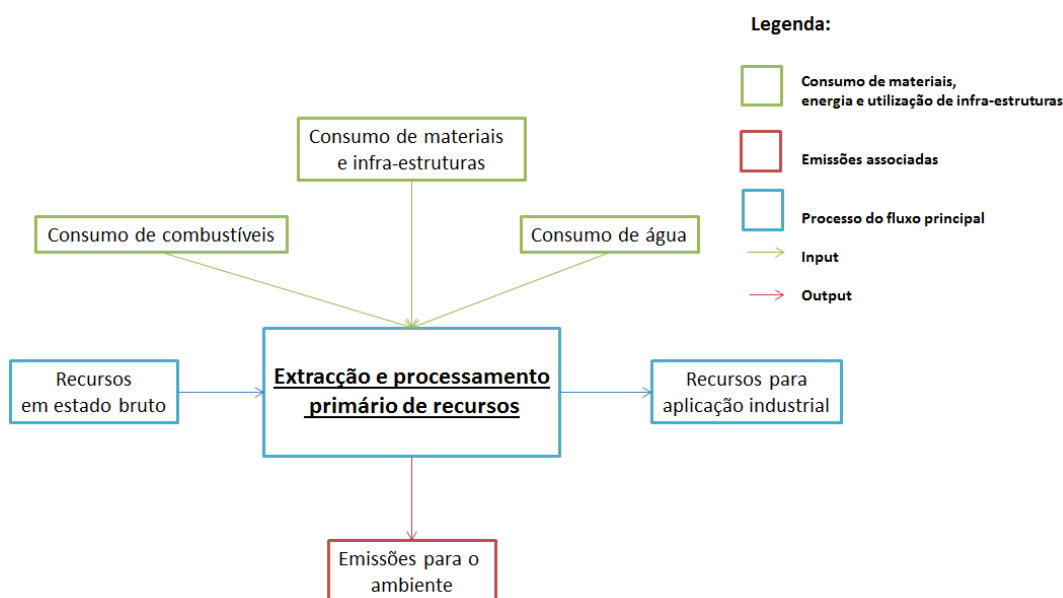 Legenda:
Consumo de materiais,
energia e utilização de infra-estruturas
Emissões associadas
Processo do fluxo principal
Input
Output
Consumo de materiais
e infra-estruturas
Consumo de combustíveis
Consumo de água
Recursos
em estado bruto
Extracção e processamento
primário de recursos
Recursos para
aplicação industrial
Emissões para o
ambiente